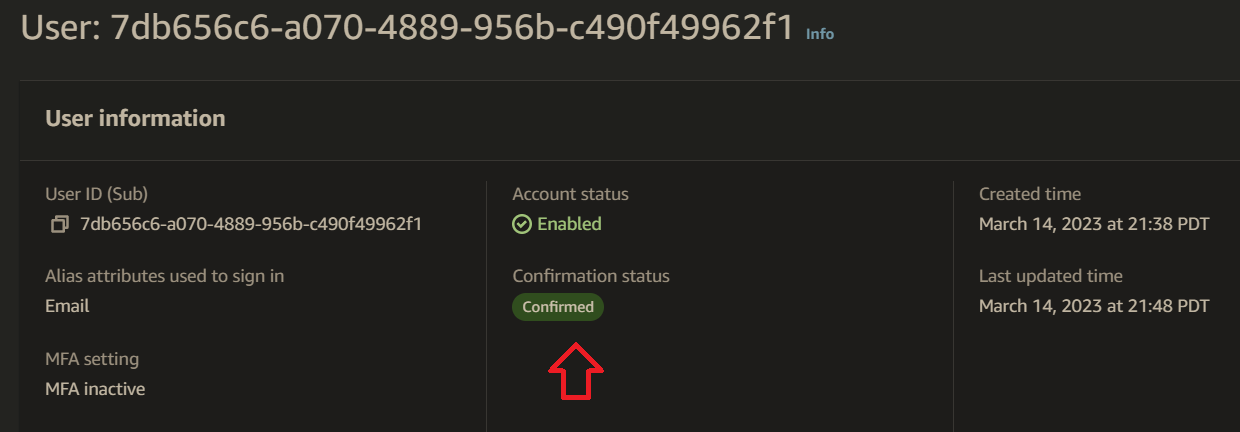 User: 7db656c6-a070-4889-956b-c490f49962f1 Info
User information
User ID (Sub)
7db656c6-a070-4889-956b-c490f49962f1
Alias attributes used to sign in
Email
MFA setting
MFA inactive
Account status
Enabled
Confirmation status
Confirmed
Created time
March 14, 2023 at 21:38 PDT
Last updated time
March 14, 2023 at 21:48 PDT